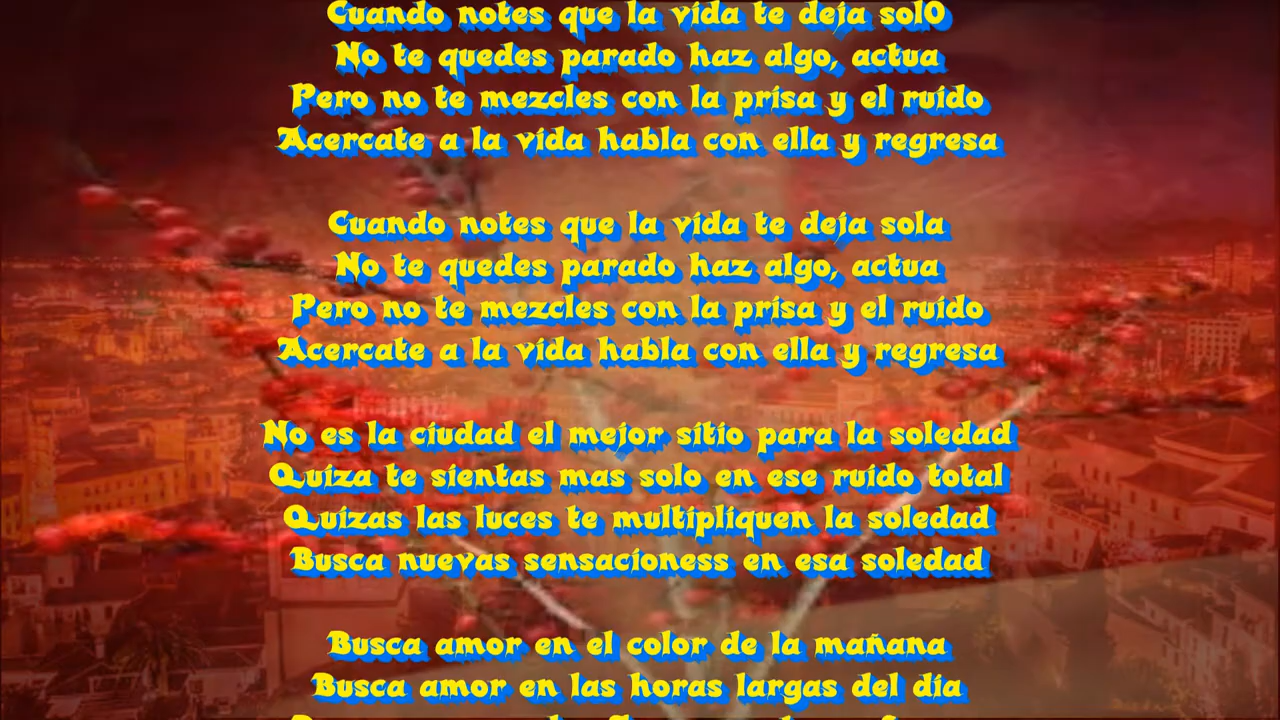 Cuando notes que la vida te deja sol0
No te quedes parado haz algo, actua
Pero no te mezcles con la prisa y el ruido
Acercate a la vida habla con ella y regresa
Cuando notes que la vida te deja sola
No te quedes parado haz algo, actua
Pero no te mezcles con la prisa y el ruido
Acercate a la vida habla con ella y regresa
No es la ciudad el mejor sitio para la soledad
Quiza te sientas mas solo en ese ruido total
Quizas las luces te multipliquen la soledad
Busca nuevas sensacioness en esa soledad
Busca amor en el color de la mañana
Busca amor en las horas largas del día